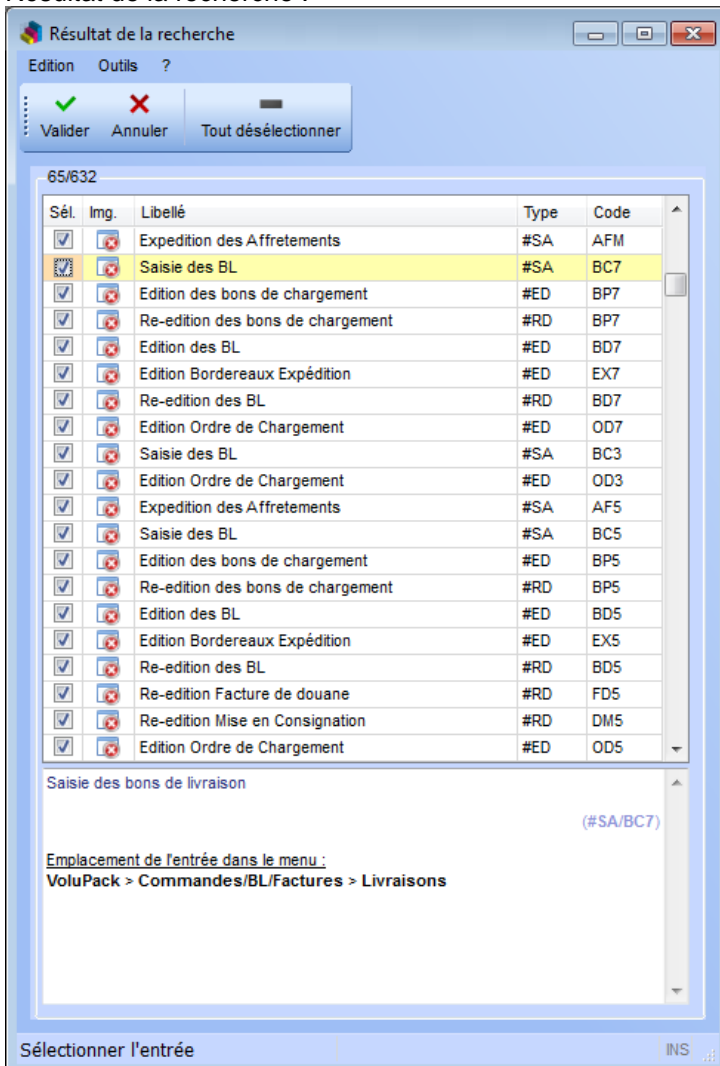 Résultat de la recherche :
Résultat de la recherche
Edition Outils ?
Valider Annuler Tout désélectionner
65/632
Sél. Img. Libellé Type Code
Expedition des Affretements #SA AFM
Saisie des BL #SA BC7
Edition des bons de chargement #ED BP7
Re-edition des bons de chargement #RD BP7
Edition des BL #ED BD7
Edition Bordereaux Expédition #ED EX7
Re-edition des BL #RD BD7
Edition Ordre de Chargement #ED OD7
Saisie des BL #SA BC3
Edition Ordre de Chargement #ED OD3
Expedition des Affretements #SA AF5
Saisie des BL #SA BC5
Edition des bons de chargement #ED BP5
Re-edition des bons de chargement #RD BP5
Edition des BL #ED BD5
Edition Bordereaux Expédition #ED EX5
Re-edition des BL #RD BD5
Re-edition Facture de douane #RD FD5
Re-edition Mise en Consignation #RD DM5
Edition Ordre de Chargement #ED OD5
Saisie des bons de livraison
(#SA/BC7)
Emplacement de l'entrée dans le menu :
VoluPack > Commandes/BL/Factures > Livraisons
Sélectionner l'entrée INS